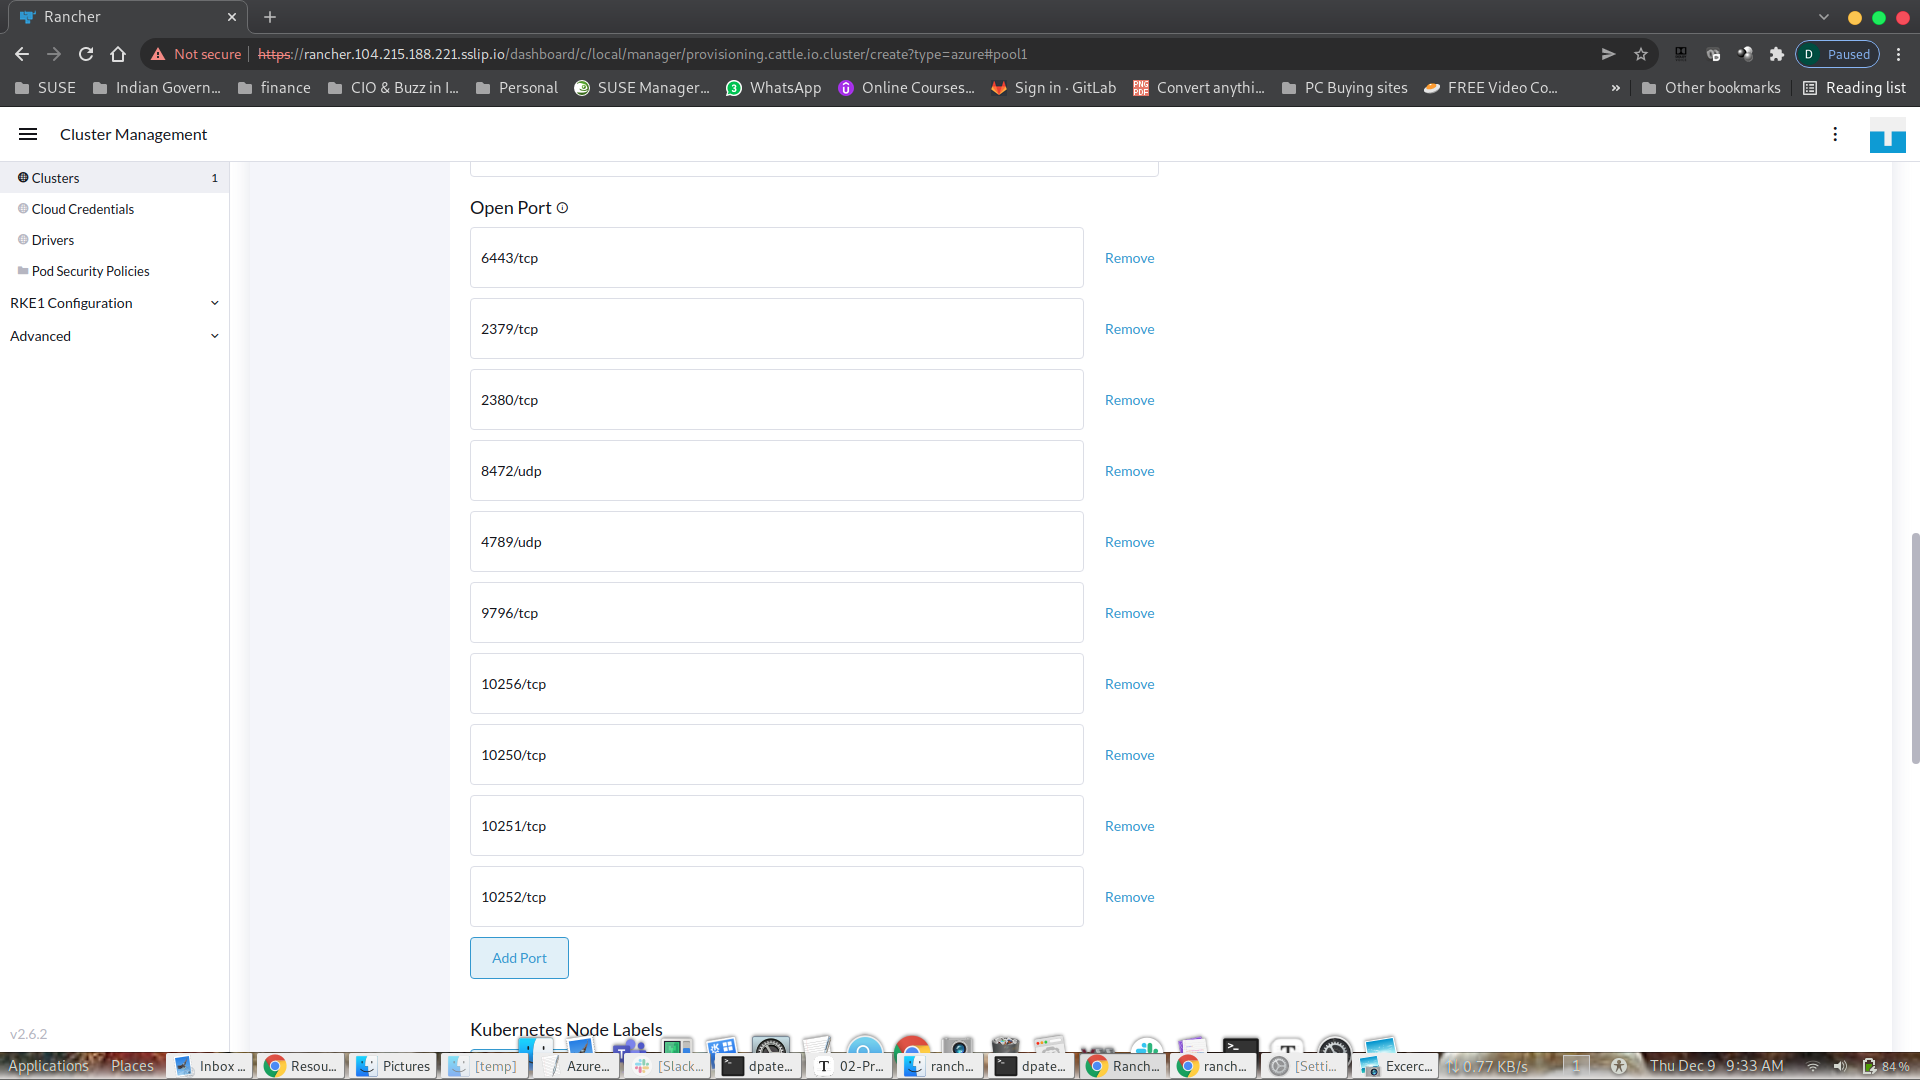 Rancher
Not secure
https://rancher.104.215.188.221.sslip.io/dashboard/c/local/manager/provisioning.cattle.io.cluster/create?type=azure#pool1
D Paused
SUSE
Indian Govern...
finance
CIO & Buzz in I...
Personal
SUSE Manager...
WhatsApp
Online Courses...
Sign in · GitLab
Convert anythi...
PC Buying sites
FREE Video Co...
»
Other bookmarks
Reading list
Cluster Management
Clusters 1
Cloud Credentials
Drivers
Pod Security Policies
RKE1 Configuration
Advanced
Open Port
6443/tcp Remove
2379/tcp Remove
2380/tcp Remove
8472/udp Remove
4789/udp Remove
9796/tcp Remove
10256/tcp Remove
10250/tcp Remove
10251/tcp Remove
10252/tcp Remove
Add Port
Kubernetes Node Labels
v2.6.2
Applications Places Inbox ... Resou... Pictures [temp] Azure... [Slack... dpate... 02-Pr... ranch... dpate... Ranch... ranch... [Setti... Excerc... 0.77 KB/s 1 Thu Dec 9 9:33 AM 84 %